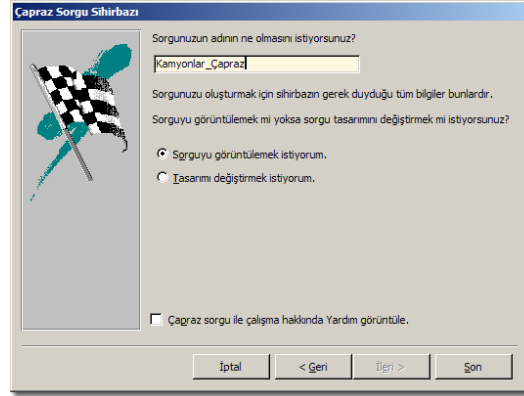 Çapraz Sorgu Sihirbazı
Sorgunuzun adının ne olmasını istiyorsunuz?
Kamyonlar_Çapraz
Sorgunuzu oluşturmak için sihirbazın gerek duyduğu tüm bilgiler bunlardır.
Sorguyu görüntülemek mi yoksa sorgu tasarımını değiştirmek mi istiyorsunuz?
Sorguyu görüntülemek istiyorum.
Tasarımı değiştirmek istiyorum.
Çapraz sorgu ile çalışma hakkında Yardım görüntüle.
İptal
< Geri
İleri >
Son